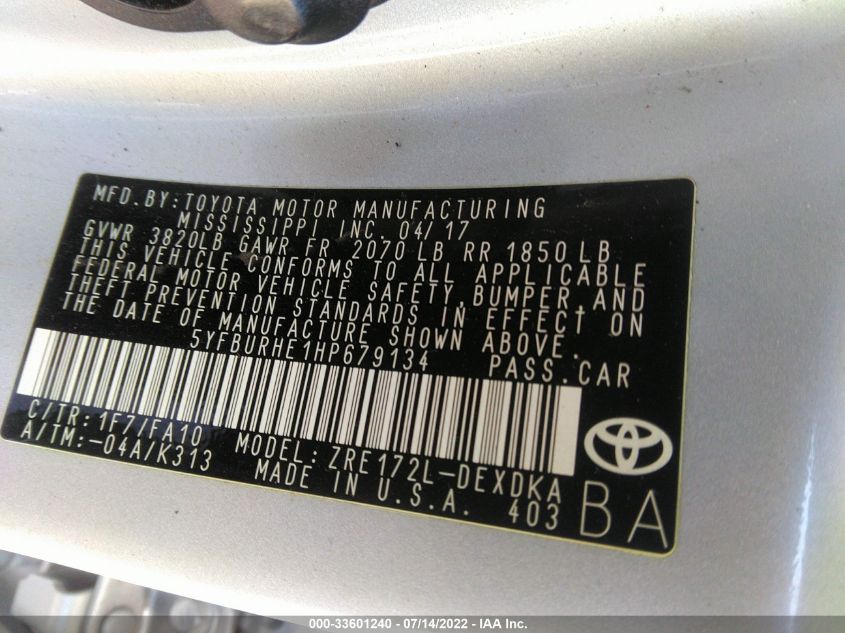 MFD.BY:TOYOTA MOTOR MANUFACTURING
MISSISSIPPI INC. 04/17
GVWR 3820LB GAWR FR 2070 LB RR 1850LB
THIS VEHICLE CONFORMS TO ALL APPLICABLE
FEDERAL MOTOR VEHICLE SAFETY,BUMPER,AND
THEFT PREVENTION STANDARDS IN EFFECT ON
THE DATE OF MANUFACTURE SHOWN ABOVE.
5YFBURHE1HP679134 PASS.CAR
C/TR:1F7/FA10 MODEL:ZRE172L-DEXDKA
A/TM:-04A/K313 MADE IN U.S.A. 403
BA
000-33601240 - 07/14/2022 - IAA Inc.